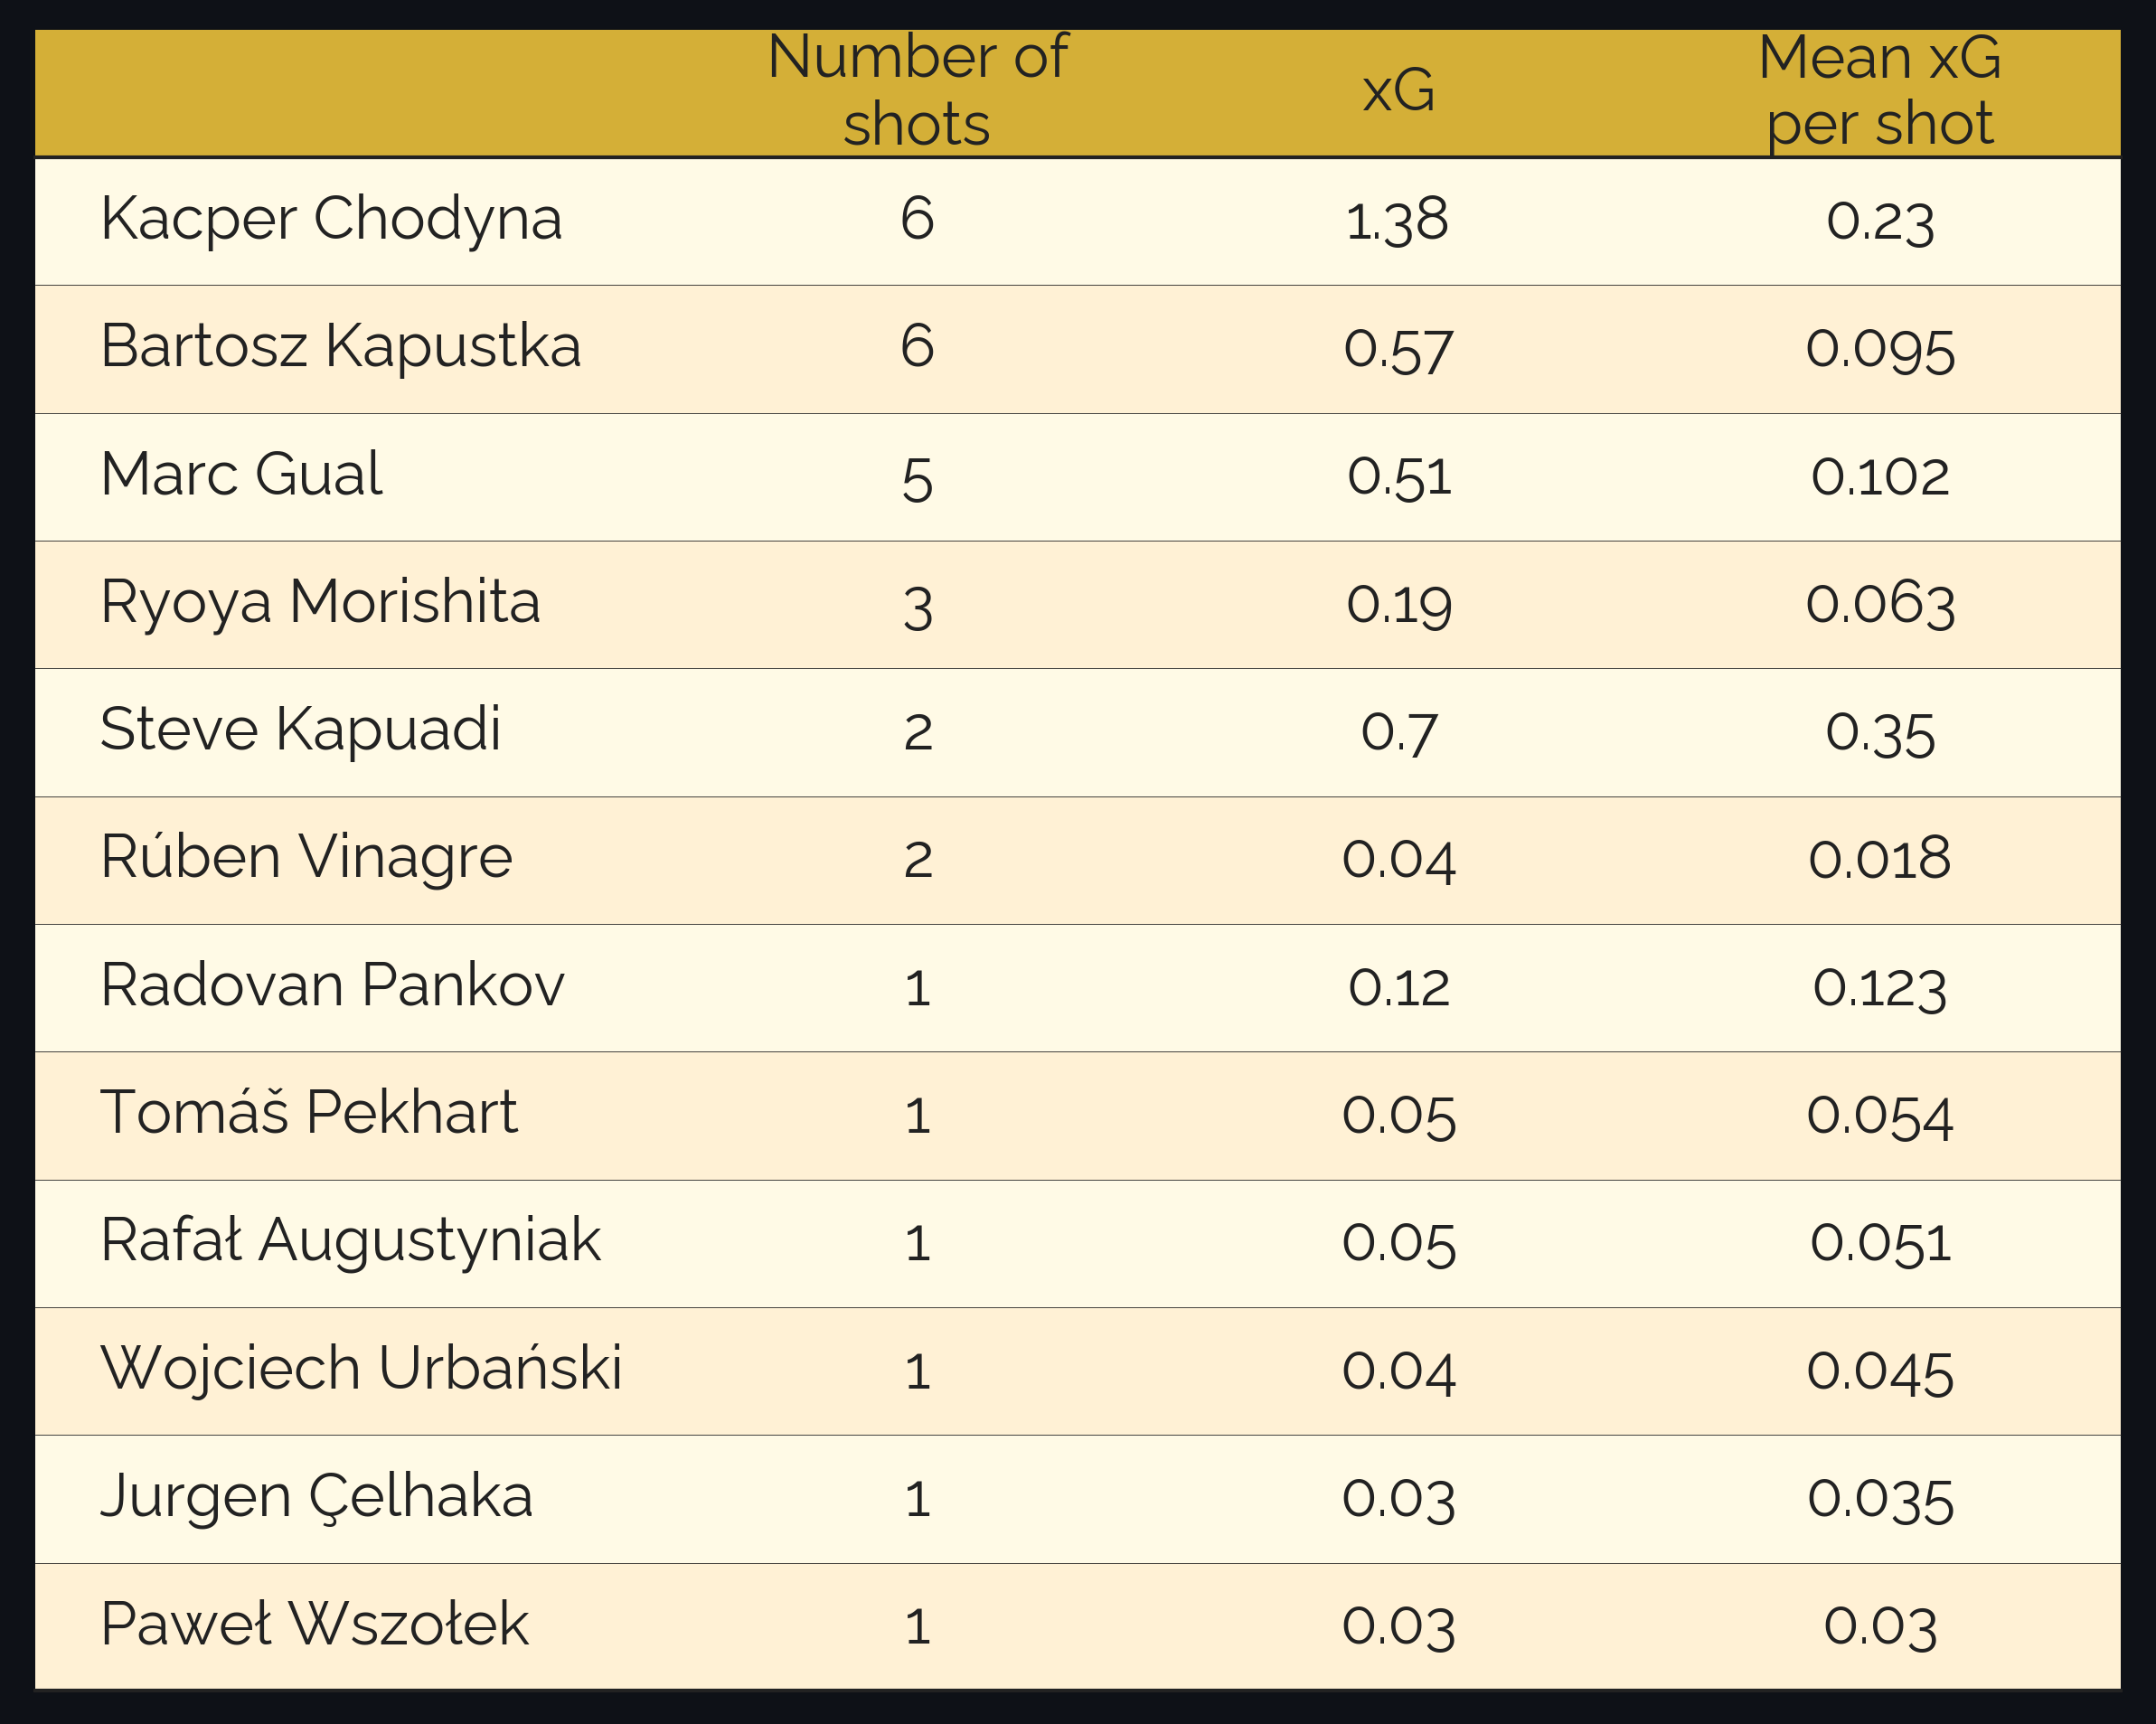 Number of
shots
xG
Mean xG
per shot
Kacper Chodyna 6 1.38 0.23
Bartosz Kapustka 6 0.57 0.095
Marc Gual 5 0.51 0.102
Ryoya Morishita 3 0.19 0.063
Steve Kapuadi 2 0.7 0.35
Rúben Vinagre 2 0.04 0.018
Radovan Pankov 1 0.12 0.123
Tomáš Pekhart 1 0.05 0.054
Rafał Augustyniak 1 0.05 0.051
Wojciech Urbański 1 0.04 0.045
Jurgen Çelhaka 1 0.03 0.035
Paweł Wszołek 1 0.03 0.03